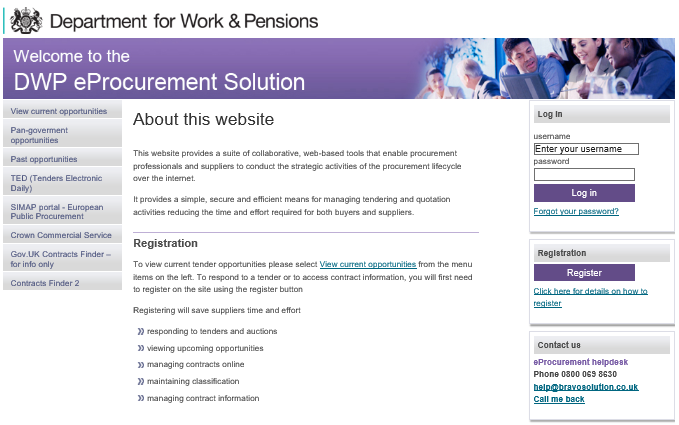 Department for Work & Pensions
Welcome to the
DWP eProcurement Solution
View current opportunities
Pan-goverment
opportunities
Past opportunities
TED (Tenders Electronic
Daily)
SIMAP portal - European
Public Procurement
Crown Commercial Service
Gov.UK Contracts Finder –
for info only
Contracts Finder 2
About this website
This website provides a suite of collaborative, web-based tools that enable procurement
professionals and suppliers to conduct the strategic activities of the procurement lifecycle
over the internet.
It provides a simple, secure and efficient means for managing tendering and quotation
activities reducing the time and effort required for both buyers and suppliers.
Registration
To view current tender opportunities please select View current opportunities from the menu
items on the left. To respond to a tender or to access contract information, you will first need
to register on the site using the register button
Registering will save suppliers time and effort
responding to tenders and auctions
viewing upcoming opportunities
managing contracts online
maintaining classification
managing contract information
Log In
username
Enter your username
password
Log in
Forgot your password?
Registration
Register
Click here for details on how to
register
Contact us
eProcurement helpdesk
Phone 0800 069 8630
help@bravosolution.co.uk
Call me back